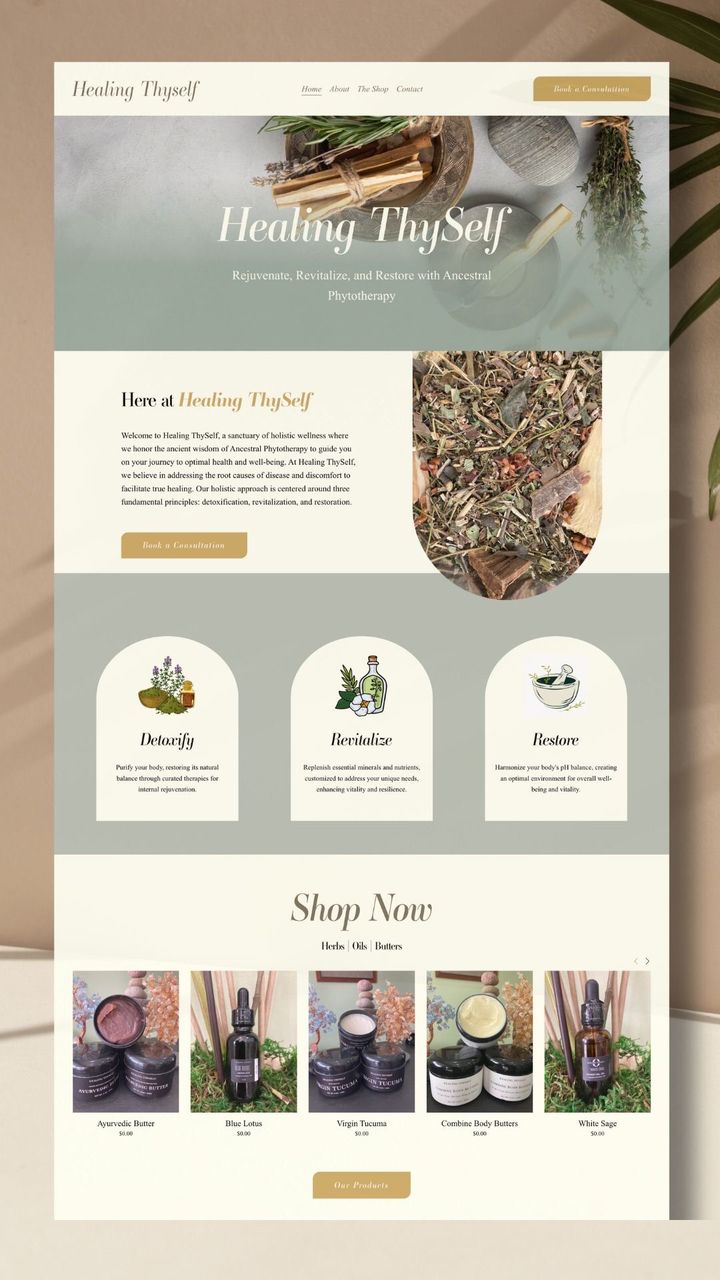 Healing Thyself
Home About The Shop Contact
Book a Consultation
Healing ThySelf
Rejuvenate, Revitalize, and Restore with Ancestral
Phytotherapy
Here at Healing ThySelf
Welcome to Healing ThySelf, a sanctuary of holistic wellness where
we honor the ancient wisdom of Ancestral Phytotherapy to guide you
on your journey to optimal health and well-being. At Healing ThySelf,
we believe in addressing the root causes of disease and discomfort to
facilitate true healing. Our holistic approach is centered around three
fundamental principles: detoxification, revitalization, and restoration.
Book a Consultation
Detoxify
Purify your body, restoring its natural
balance through curated therapies for
internal rejuvenation.
Revitalize
Replenish essential minerals and nutrients,
customized to address your unique needs,
enhancing vitality and resilience.
Restore
Harmonize your body's pH balance, creating
an optimal environment for overall well-
being and vitality.
Shop Now
Herbs | Oils | Butters
AYURVEDIC BUTTER
VIRGIN TUCUMA
Ayurvedic Butter
$0.00
Blue Lotus
$0.00
Virgin Tucuma
$0.00
Combine Body Butters
$0.00
White Sage
$0.00
Our Products